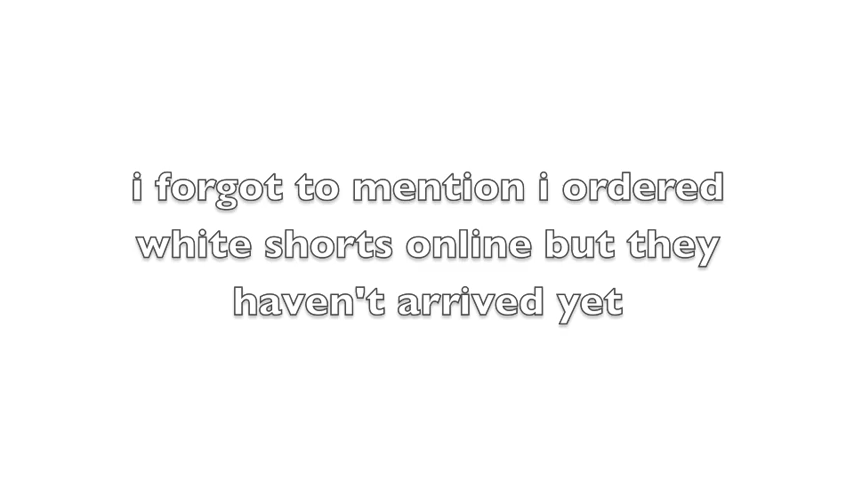 i forgot to mention i ordered
white shorts online but they
haven't arrived yet